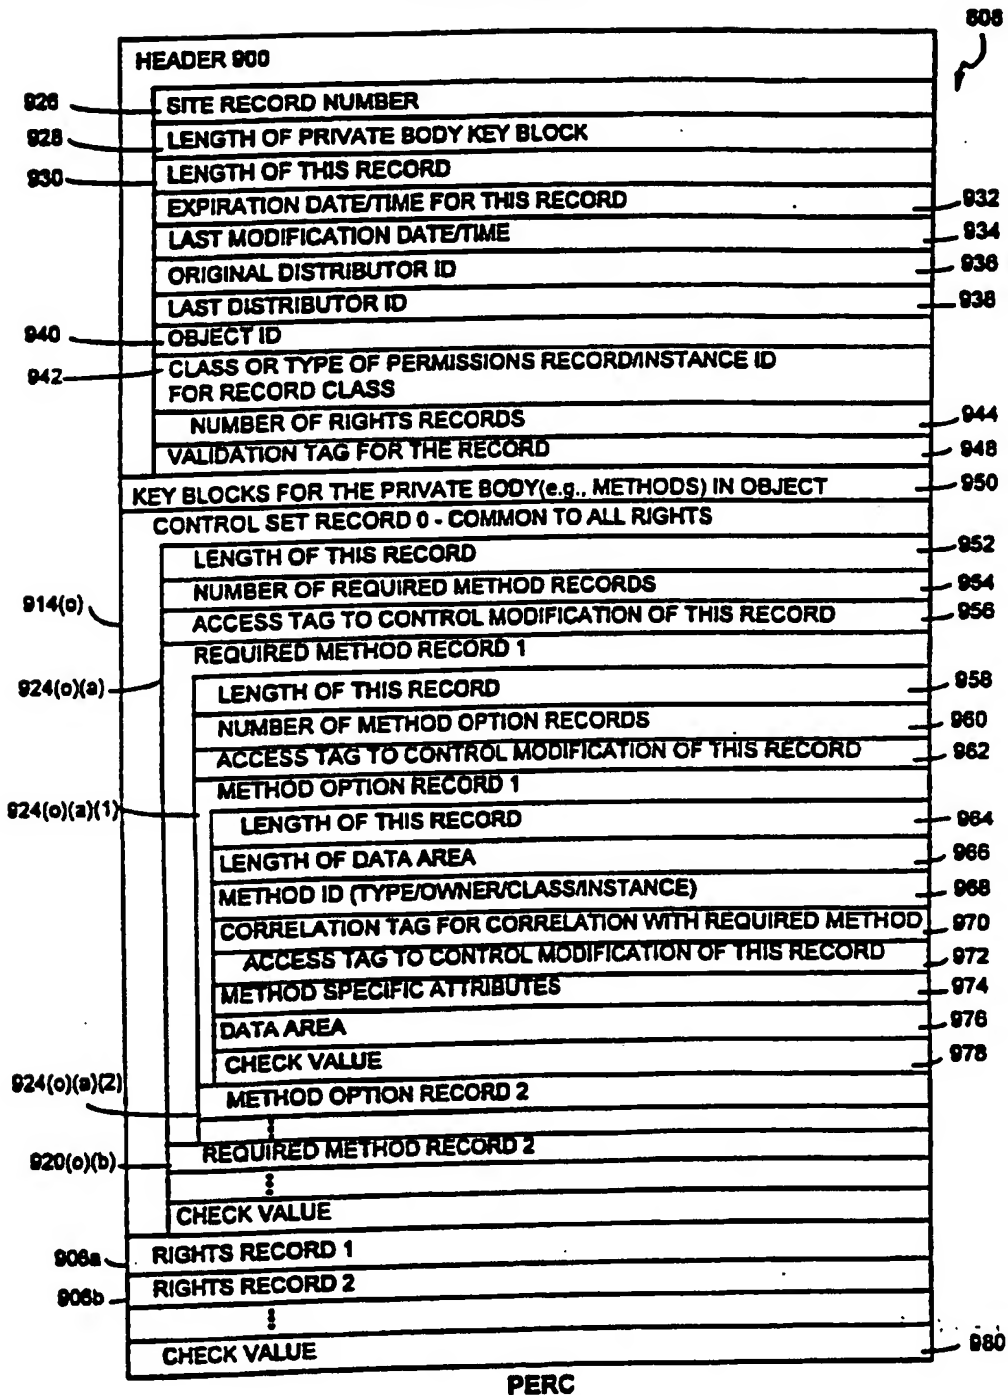 808
HEADER 900
926 SITE RECORD NUMBER
928 LENGTH OF PRIVATE BODY KEY BLOCK
930 LENGTH OF THIS RECORD
EXPIRATION DATE/TIME FOR THIS RECORD 932
LAST MODIFICATION DATE/TIME 934
ORIGINAL DISTRIBUTOR ID 936
LAST DISTRIBUTOR ID 938
940 OBJECT ID
942 CLASS OR TYPE OF PERMISSIONS RECORD/INSTANCE ID
FOR RECORD CLASS
NUMBER OF RIGHTS RECORDS 944
VALIDATION TAG FOR THE RECORD 948
KEY BLOCKS FOR THE PRIVATE BODY(e.g., METHODS) IN OBJECT 950
CONTROL SET RECORD 0 - COMMON TO ALL RIGHTS
LENGTH OF THIS RECORD 952
NUMBER OF REQUIRED METHOD RECORDS 954
914(o) ACCESS TAG TO CONTROL MODIFICATION OF THIS RECORD 956
REQUIRED METHOD RECORD 1
924(o)(a) LENGTH OF THIS RECORD 958
NUMBER OF METHOD OPTION RECORDS 960
ACCESS TAG TO CONTROL MODIFICATION OF THIS RECORD 962
METHOD OPTION RECORD 1
924(o)(a)(1) LENGTH OF THIS RECORD 964
LENGTH OF DATA AREA 966
METHOD ID (TYPE/OWNER/CLASS/INSTANCE) 968
CORRELATION TAG FOR CORRELATION WITH REQUIRED METHOD 970
ACCESS TAG TO CONTROL MODIFICATION OF THIS RECORD 972
METHOD SPECIFIC ATTRIBUTES 974
DATA AREA 976
CHECK VALUE 978
924(o)(a)(2) METHOD OPTION RECORD 2
920(o)(b) REQUIRED METHOD RECORD 2
CHECK VALUE
906a RIGHTS RECORD 1
906b RIGHTS RECORD 2
CHECK VALUE 980
PERC